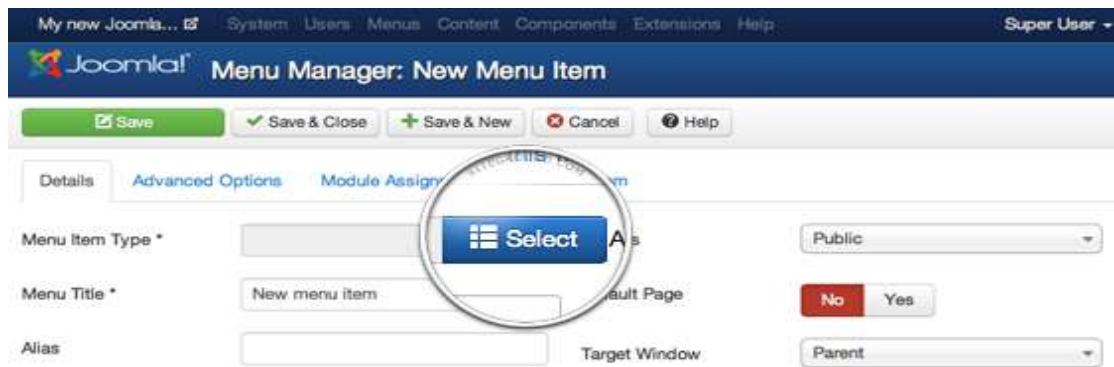 My new Joomla... System Users Menus Content Components Extensions Help Super User
Joomla! Menu Manager: New Menu Item
Save Save & Close Save & New Cancel Help
Details Advanced Options Module
Menu Item Type * Select Public
Menu Title * New menu item Page No Yes
Alias Target Window Parent